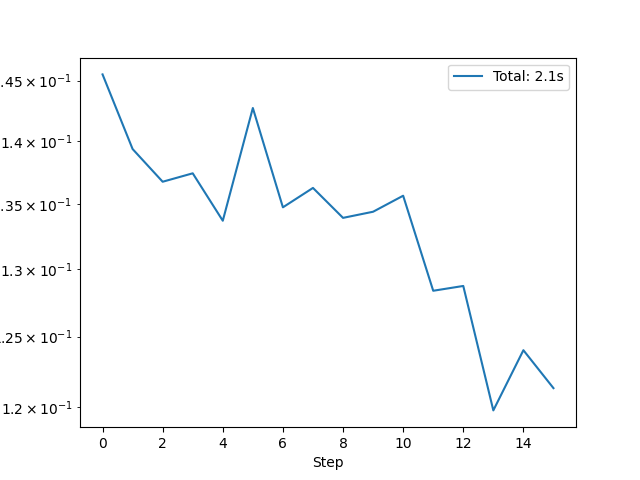 Total: 2.1s
.45 × 10⁻¹
1.4 × 10⁻¹
.35 × 10⁻¹
1.3 × 10⁻¹
.25 × 10⁻¹
1.2 × 10⁻¹
0 2 4 6 8 10 12 14
Step